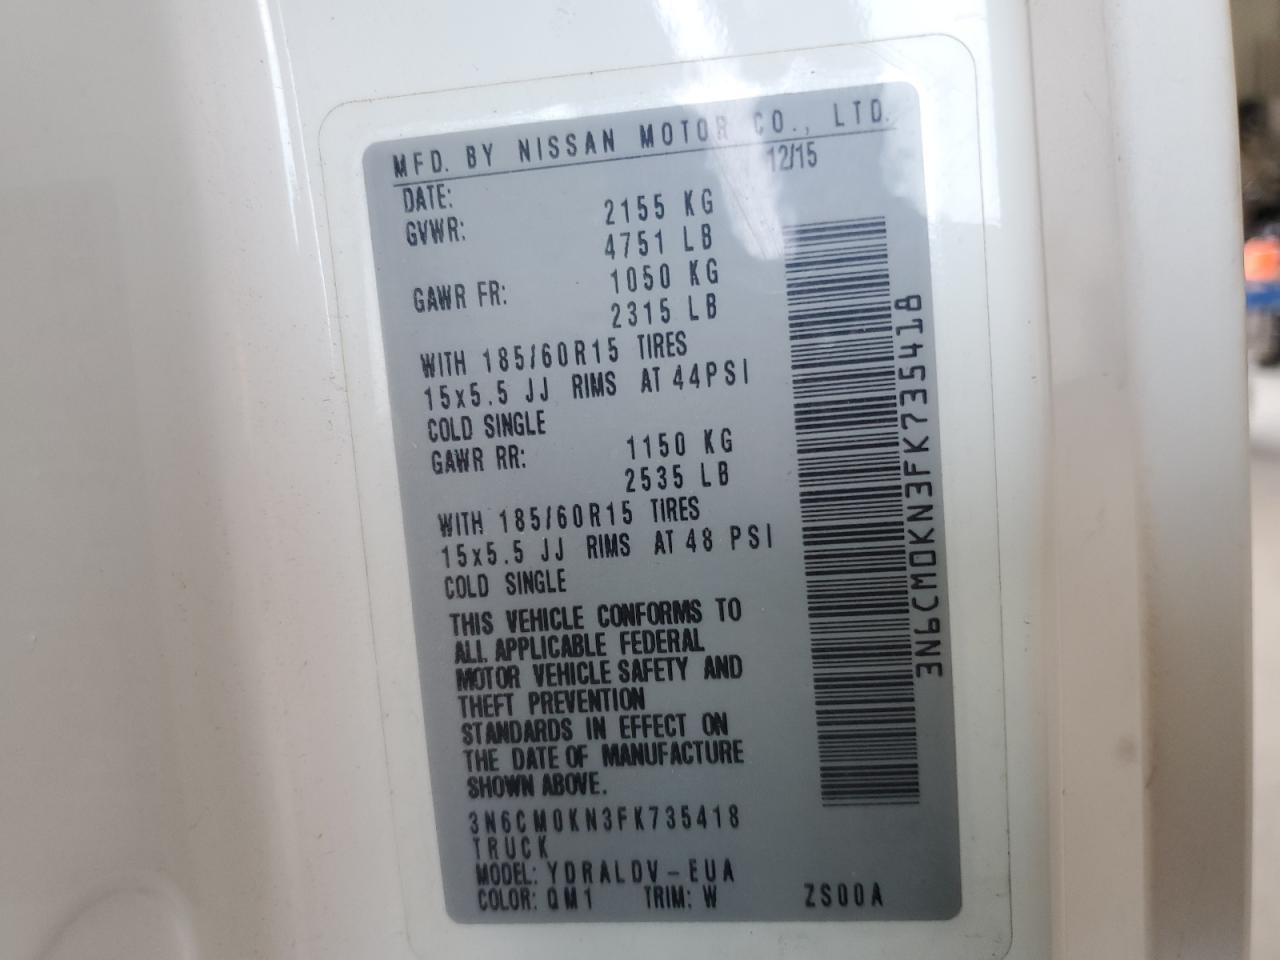 MFD. BY NISSAN MOTOR CO., LTD.
DATE: 12/15
GVWR: 2155 KG
4751 LB
GAWR FR: 1050 KG
2315 LB
WITH 185/60R15 TIRES
15x5.5 JJ RIMS AT 44PSI
COLD SINGLE
GAWR RR: 1150 KG
2535 LB
WITH 185/60R15 TIRES
15x5.5 JJ RIMS AT 48 PSI
COLD SINGLE
THIS VEHICLE CONFORMS TO
ALL APPLICABLE FEDERAL
MOTOR VEHICLE SAFETY AND
THEFT PREVENTION
STANDARDS IN EFFECT ON
THE DATE OF MANUFACTURE
SHOWN ABOVE.
3N6CM0KN3FK735418
TRUCK
MODEL: YDRALDV-EUA
COLOR: QM1 TRIM: W ZS00A
3N6CM0KN3FK735418